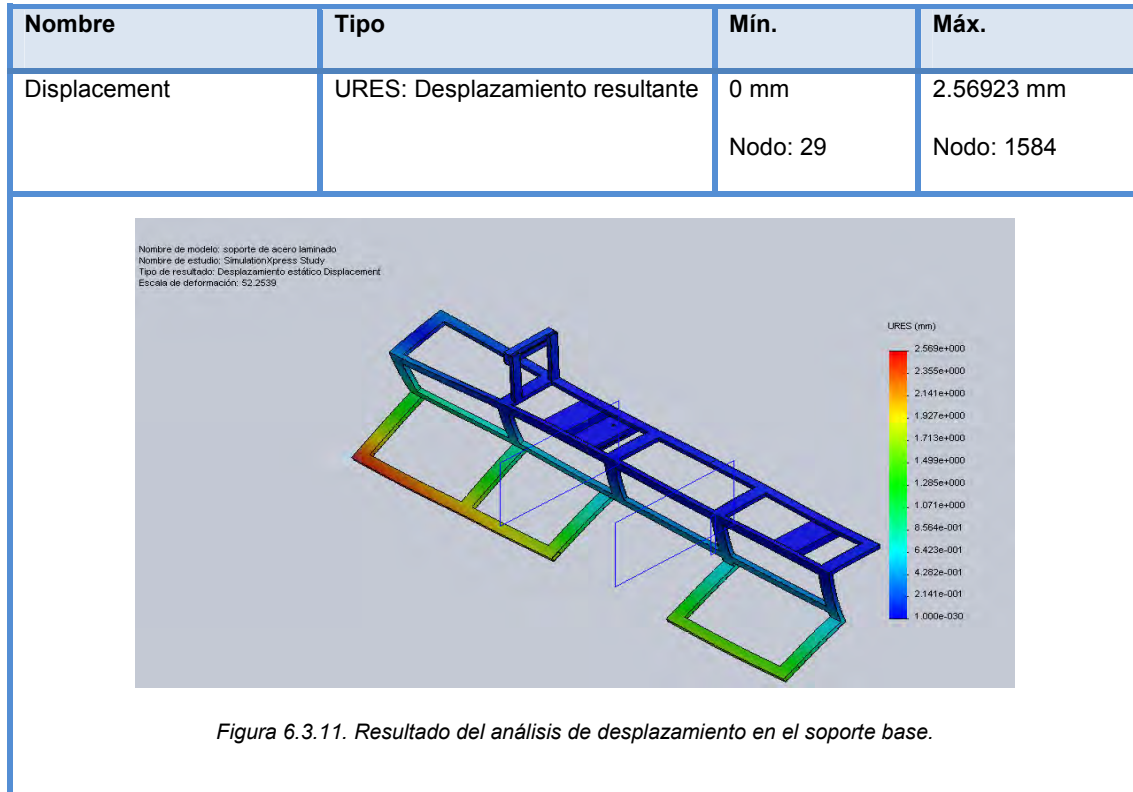 Nombre Tipo Mín. Máx.
Displacement URES: Desplazamiento resultante 0 mm 2.56923 mm
Nodo: 29 Nodo: 1584
Nombre de modelo: soporte de acero laminado
Nombre de estudio: SimulationXpress Study
Tipo de resultado: Desplazamiento estático Displacement
Escala de deformación: 52.2539
URES (mm)
2.569e+000
2.355e+000
2.141e+000
1.927e+000
1.713e+000
1.499e+000
1.285e+000
1.071e+000
8.564e-001
6.423e-001
4.282e-001
2.141e-001
1.000e-030
Figura 6.3.11. Resultado del análisis de desplazamiento en el soporte base.